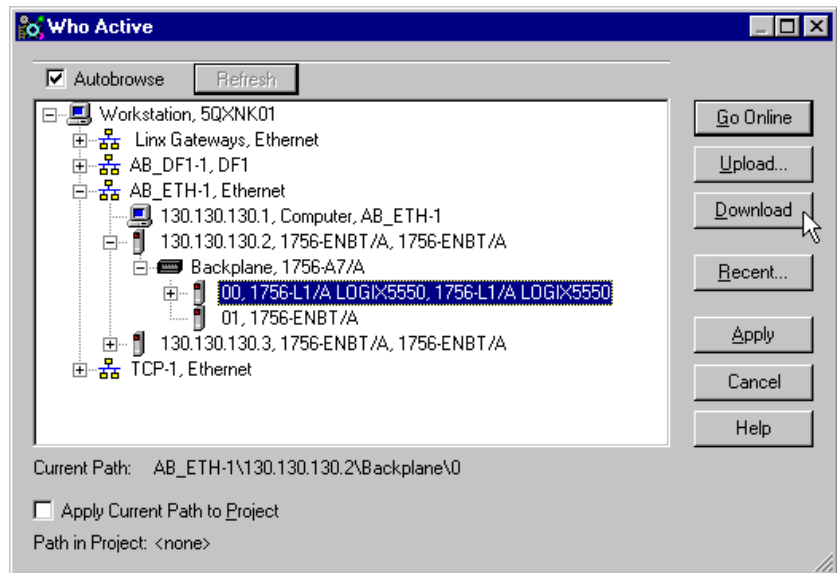 Who Active
Autobrowse
Refresh
Workstation, 5QXNK01
Linx Gateways, Ethernet
AB_DF1-1, DF1
AB_ETH-1, Ethernet
130.130.130.1, Computer, AB_ETH-1
130.130.130.2, 1756-ENBT/A, 1756-ENBT/A
Backplane, 1756-A7/A
00, 1756-L1/A LOGIX5550, 1756-L1/A LOGIX5550
01, 1756-ENBT/A
130.130.130.3, 1756-ENBT/A, 1756-ENBT/A
TCP-1, Ethernet
Go Online
Upload...
Download
Recent...
Apply
Cancel
Help
Current Path: AB_ETH-1\130.130.130.2\Backplane\0
Apply Current Path to Project
Path in Project: <none>